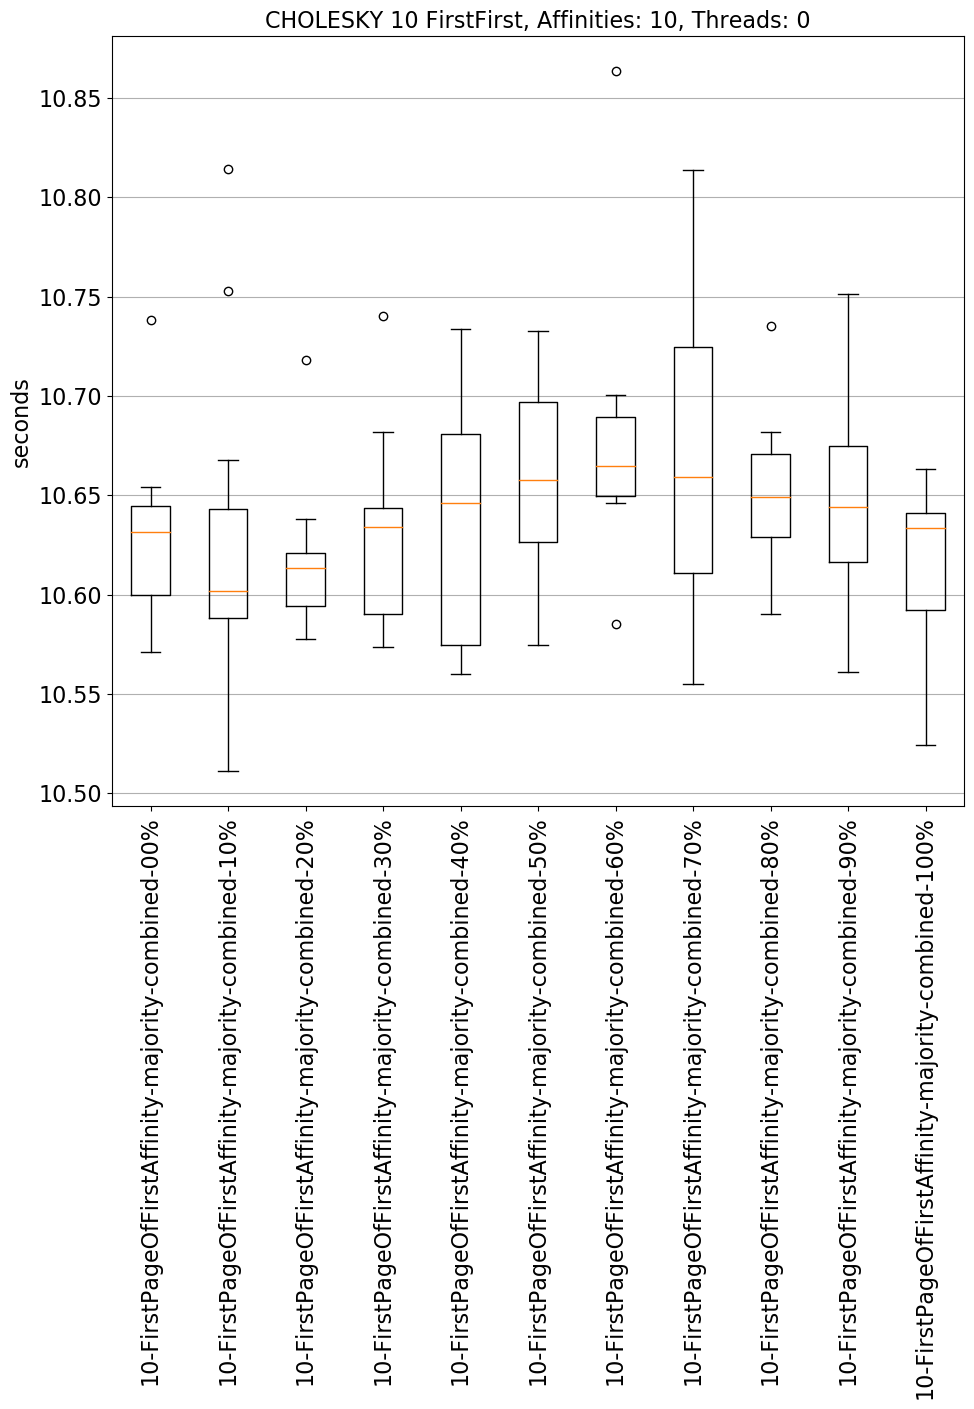 CHOLESKY 10 FirstFirst, Affinities: 10, Threads: 0
10.85
10.80
10.75
10.70
10.65
10.60
10.55
10.50
seconds
10-FirstPageOfFirstAffinity-majority-combined-00%
10-FirstPageOfFirstAffinity-majority-combined-10%
10-FirstPageOfFirstAffinity-majority-combined-20%
10-FirstPageOfFirstAffinity-majority-combined-30%
10-FirstPageOfFirstAffinity-majority-combined-40%
10-FirstPageOfFirstAffinity-majority-combined-50%
10-FirstPageOfFirstAffinity-majority-combined-60%
10-FirstPageOfFirstAffinity-majority-combined-70%
10-FirstPageOfFirstAffinity-majority-combined-80%
10-FirstPageOfFirstAffinity-majority-combined-90%
10-FirstPageOfFirstAffinity-majority-combined-100%